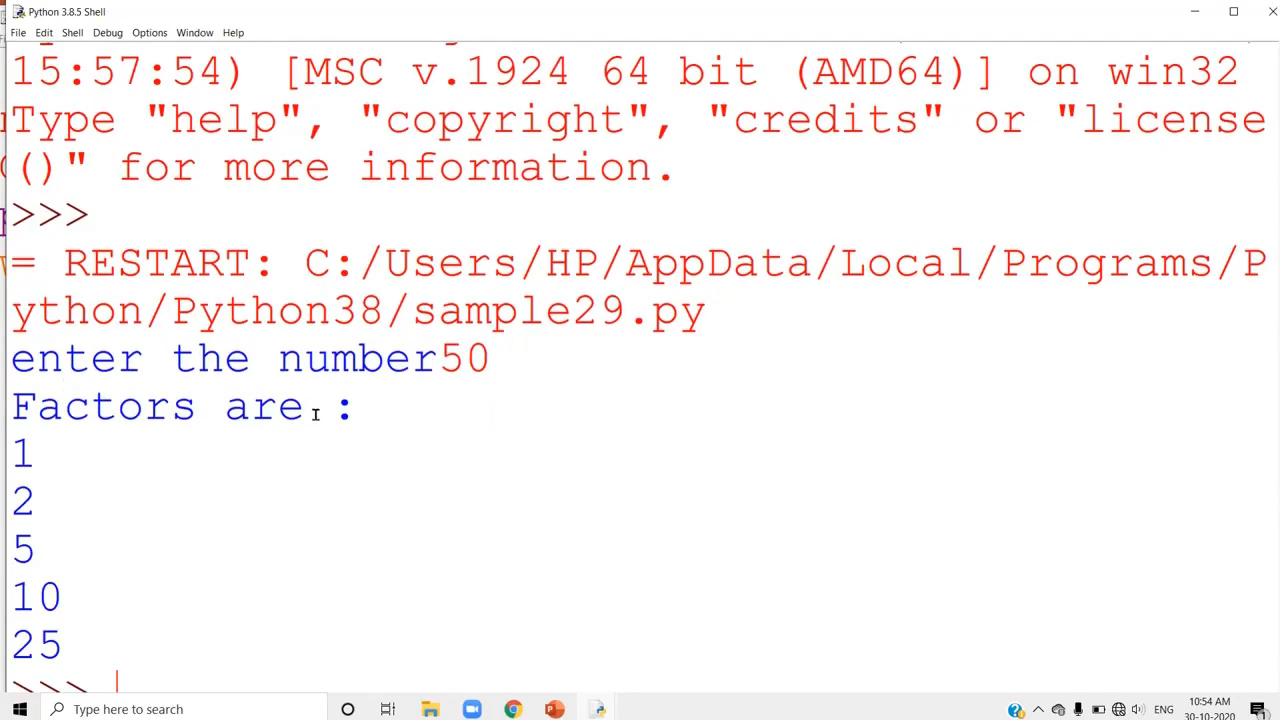 Python 3.8.5 Shell
File Edit Shell Debug Options Window Help
15:57:54) [MSC v.1924 64 bit (AMD64)] on win32
Type "help", "copyright", "credits" or "license
()" for more information.
>>>
= RESTART: C:/Users/HP/AppData/Local/Programs/P
ython/Python38/sample29.py
enter the number50
Factors are :
1
2
5
10
25
>>>
Type here to search
ENG
10:54 AM
30-10-2020